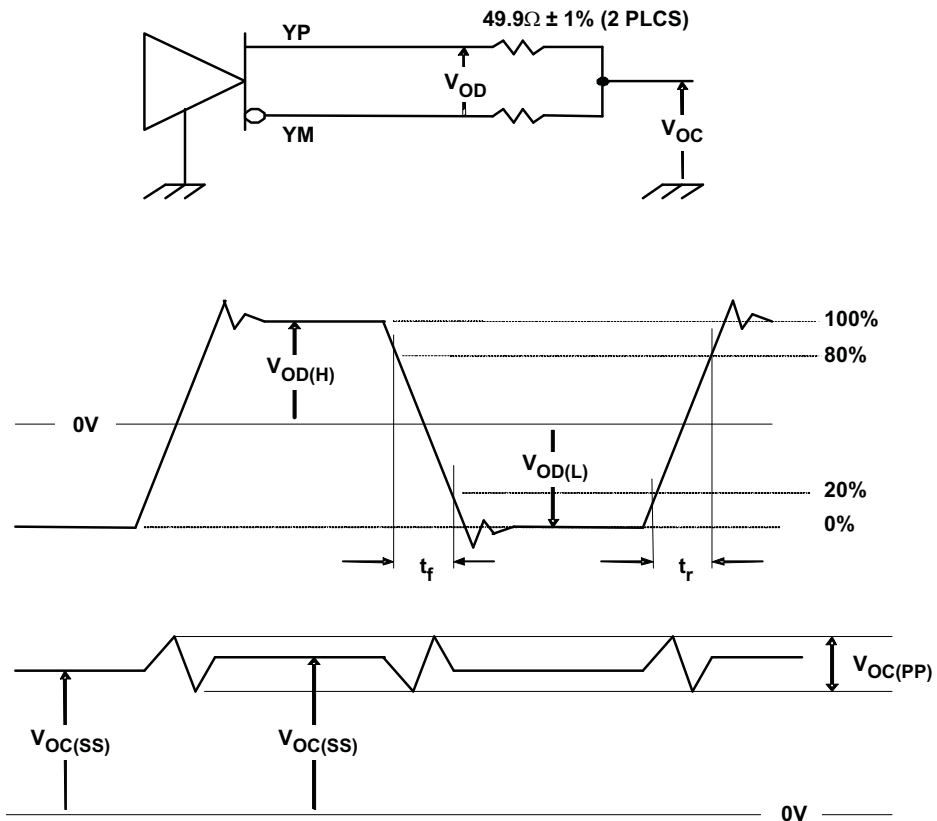 49.9Ω ± 1% (2 PLCS)
YP
VOD
YM
VOC
100%
80%
VOD(H)
0V
VOD(L)
20%
0%
tf
tr
VOC(PP)
VOC(SS)
VOC(SS)
0V